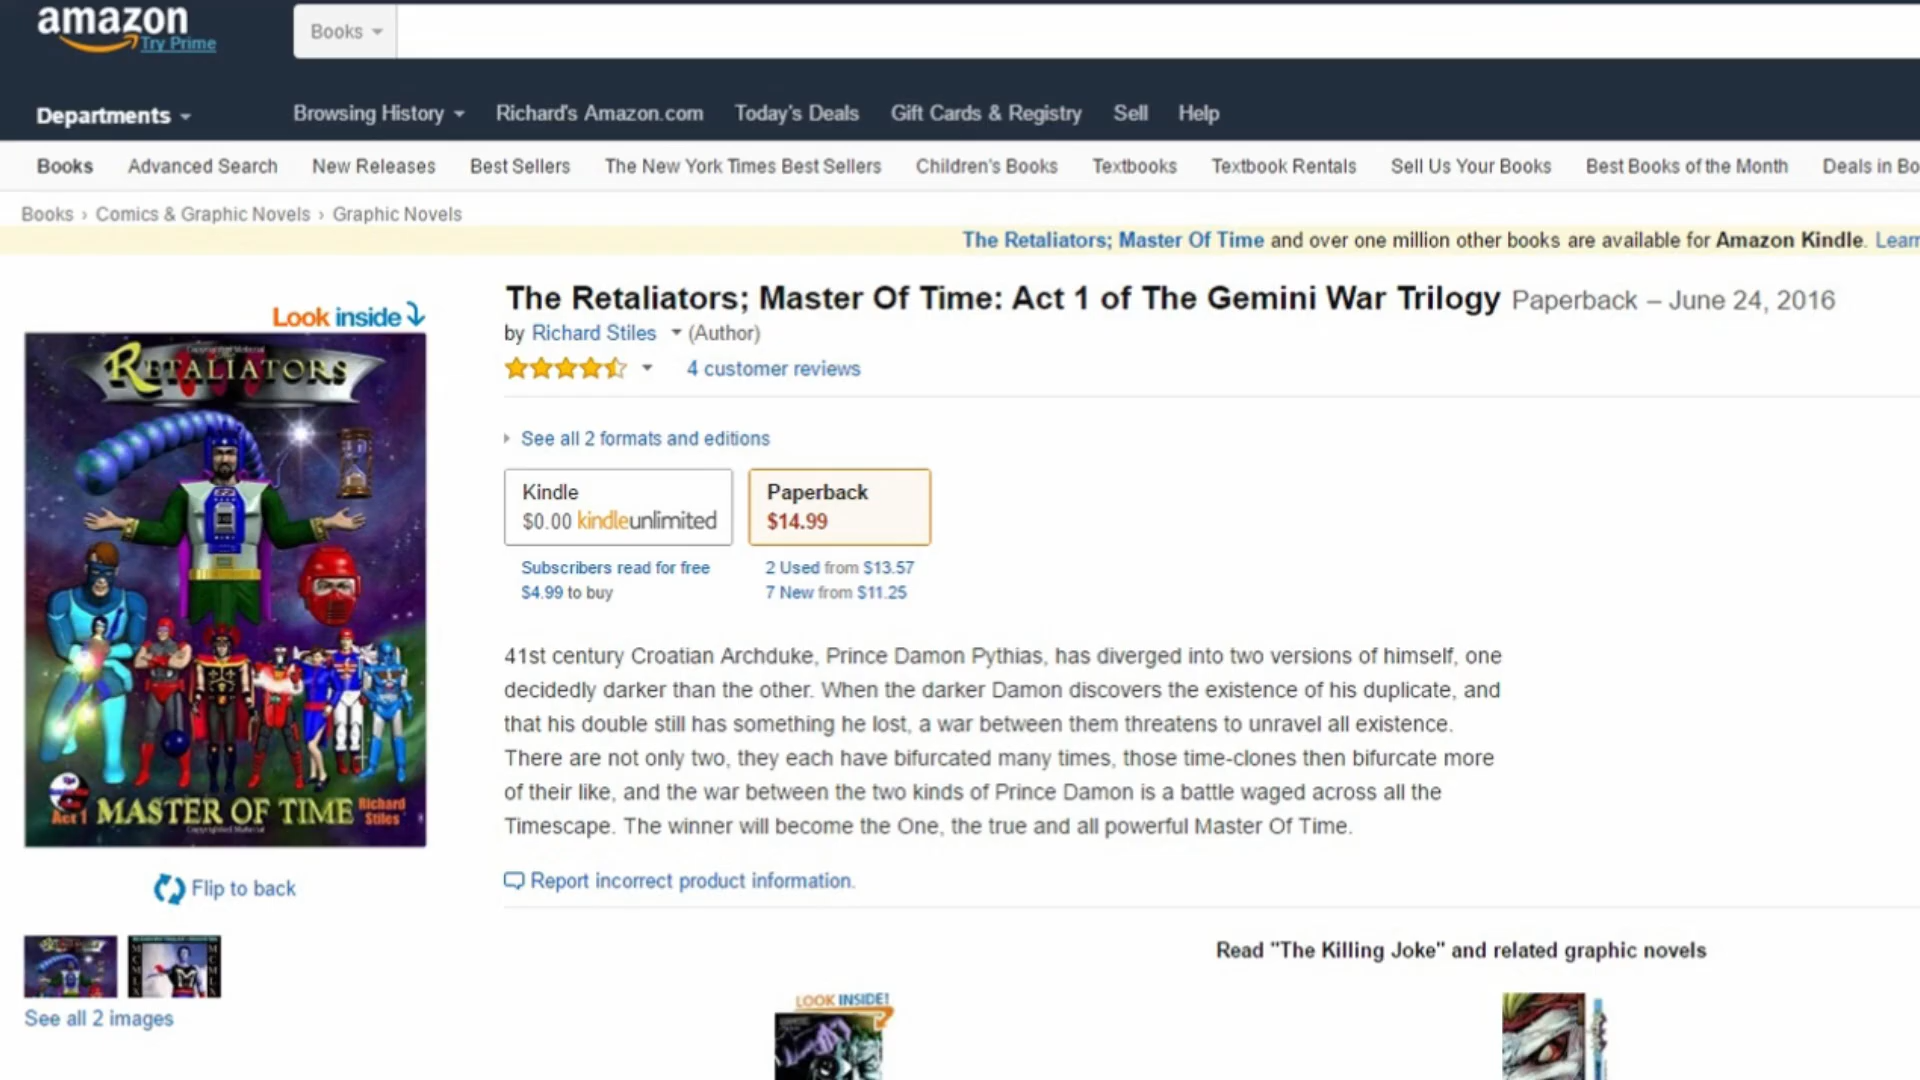 amazon
Try Prime
Books
Departments
Browsing History
Richard's Amazon.com
Today's Deals
Gift Cards & Registry
Sell
Help
Books
Advanced Search
New Releases
Best Sellers
The New York Times Best Sellers
Children's Books
Textbooks
Textbook Rentals
Sell Us Your Books
Best Books of the Month
Deals in Bo
Books › Comics & Graphic Novels › Graphic Novels
The Retaliators; Master Of Time and over one million other books are available for Amazon Kindle. Learn
Look inside
The Retaliators; Master Of Time: Act 1 of The Gemini War Trilogy Paperback – June 24, 2016
by Richard Stiles (Author)
4 customer reviews
Copyrighted Material
RETALIATORS
See all 2 formats and editions
Kindle
$0.00 kindleunlimited
Subscribers read for free
$4.99 to buy
Paperback
$14.99
2 Used from $13.57
7 New from $11.25
41st century Croatian Archduke, Prince Damon Pythias, has diverged into two versions of himself, one
decidedly darker than the other. When the darker Damon discovers the existence of his duplicate, and
that his double still has something he lost, a war between them threatens to unravel all existence.
There are not only two, they each have bifurcated many times, those time-clones then bifurcate more
of their like, and the war between the two kinds of Prince Damon is a battle waged across all the
Timescape. The winner will become the One, the true and all powerful Master Of Time.
Act 1
MASTER OF TIME
Richard
Stiles
Copyrighted Material
Report incorrect product information.
Flip to back
See all 2 images
Read "The Killing Joke" and related graphic novels
LOOK INSIDE!